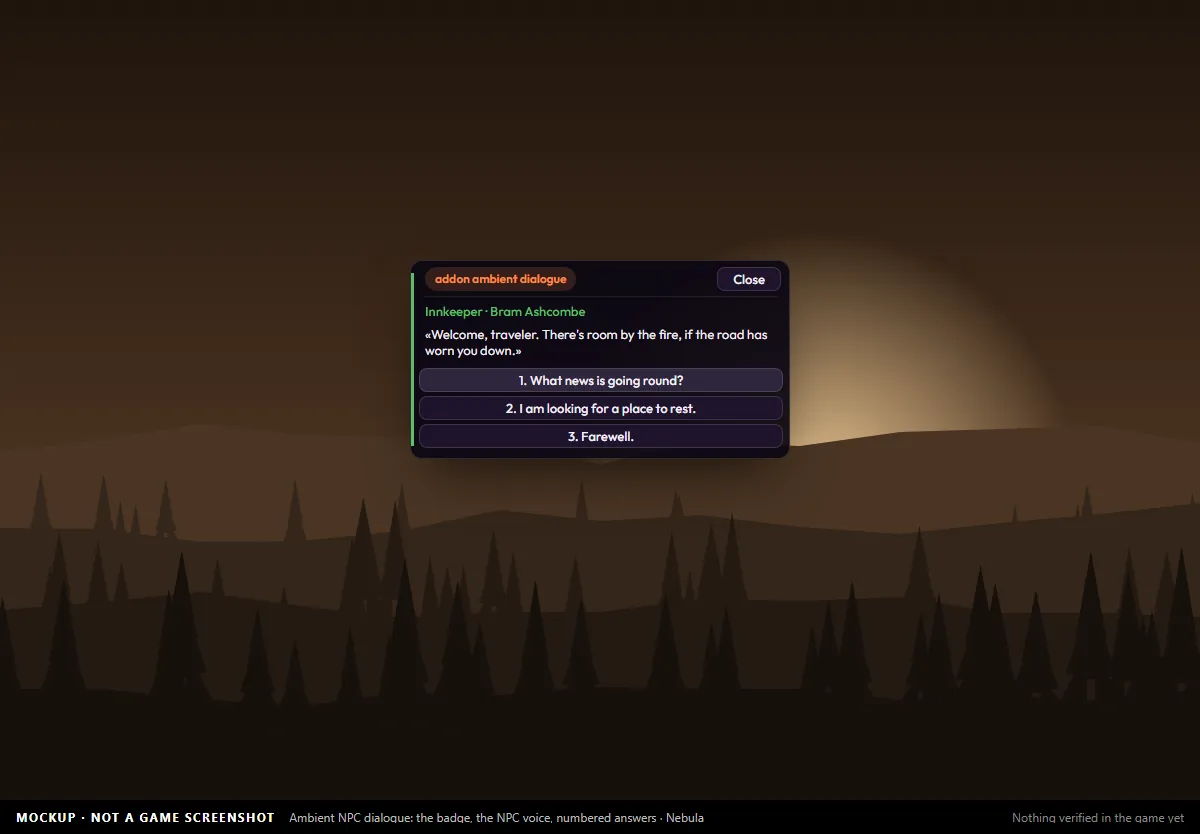 addon ambient dialogue
Close
Innkeeper · Bram Ashcombe
«Welcome, traveler. There's room by the fire, if the road has
worn you down.»
1. What news is going round?
2. I am looking for a place to rest.
3. Farewell.
MOCKUP · NOT A GAME SCREENSHOT
Ambient NPC dialogue: the badge, the NPC voice, numbered answers · Nebula
Nothing verified in the game yet